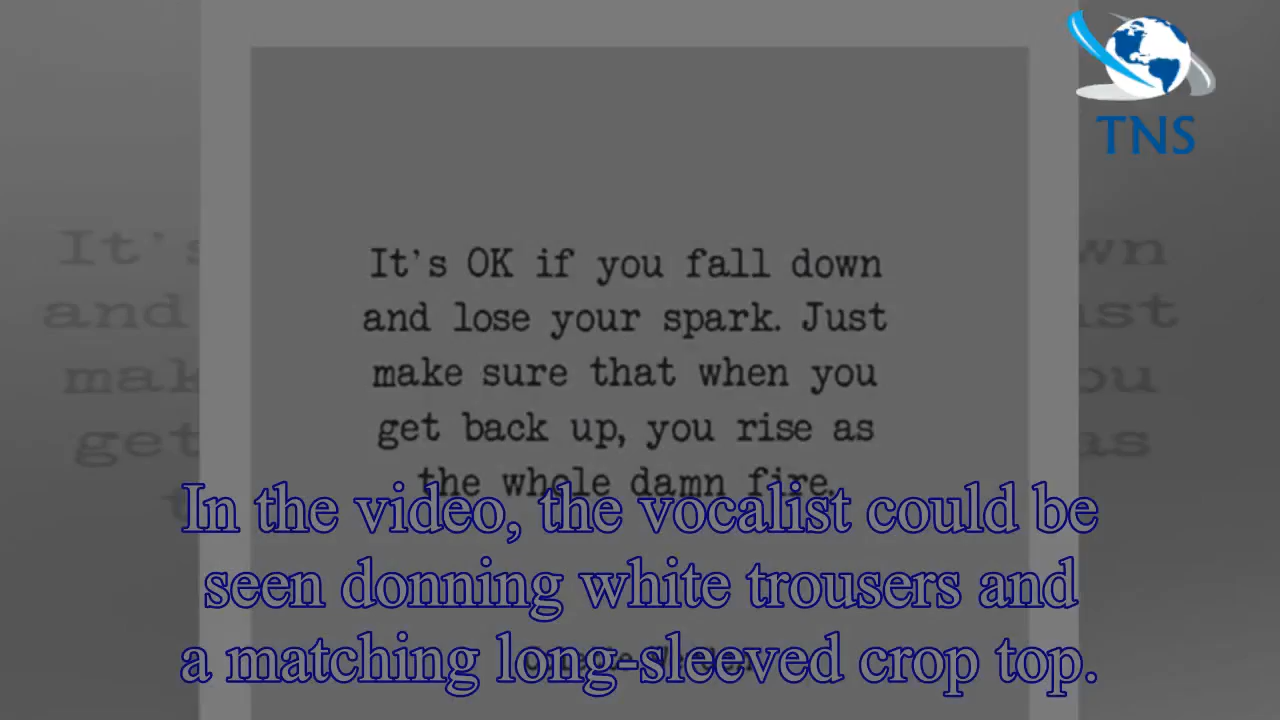 TNS
It's OK if you fall down
and lose your spark. Just
make sure that when you
get back up, you rise as
the whole damn fire.
In the video, the vocalist could be
seen donning white trousers and
a matching long-sleeved crop top.